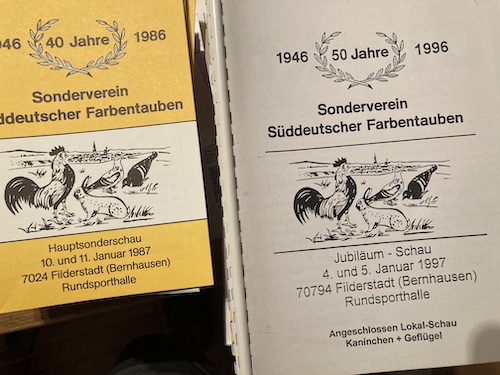 946 40 Jahre 1986
Sonderverein
ddeutscher Farbentauben
Hauptsonderschau
10. und 11. Januar 1987
7024 Filderstadt (Bernhausen)
Rundsporthalle
1946 50 Jahre 1996
Sonderverein
Süddeutscher Farbentauben
Jubiläum - Schau
4. und 5. Januar 1997
70794 Filderstadt (Bernhausen)
Rundsporthalle
Angeschlossen Lokal-Schau
Kaninchen + Geflügel